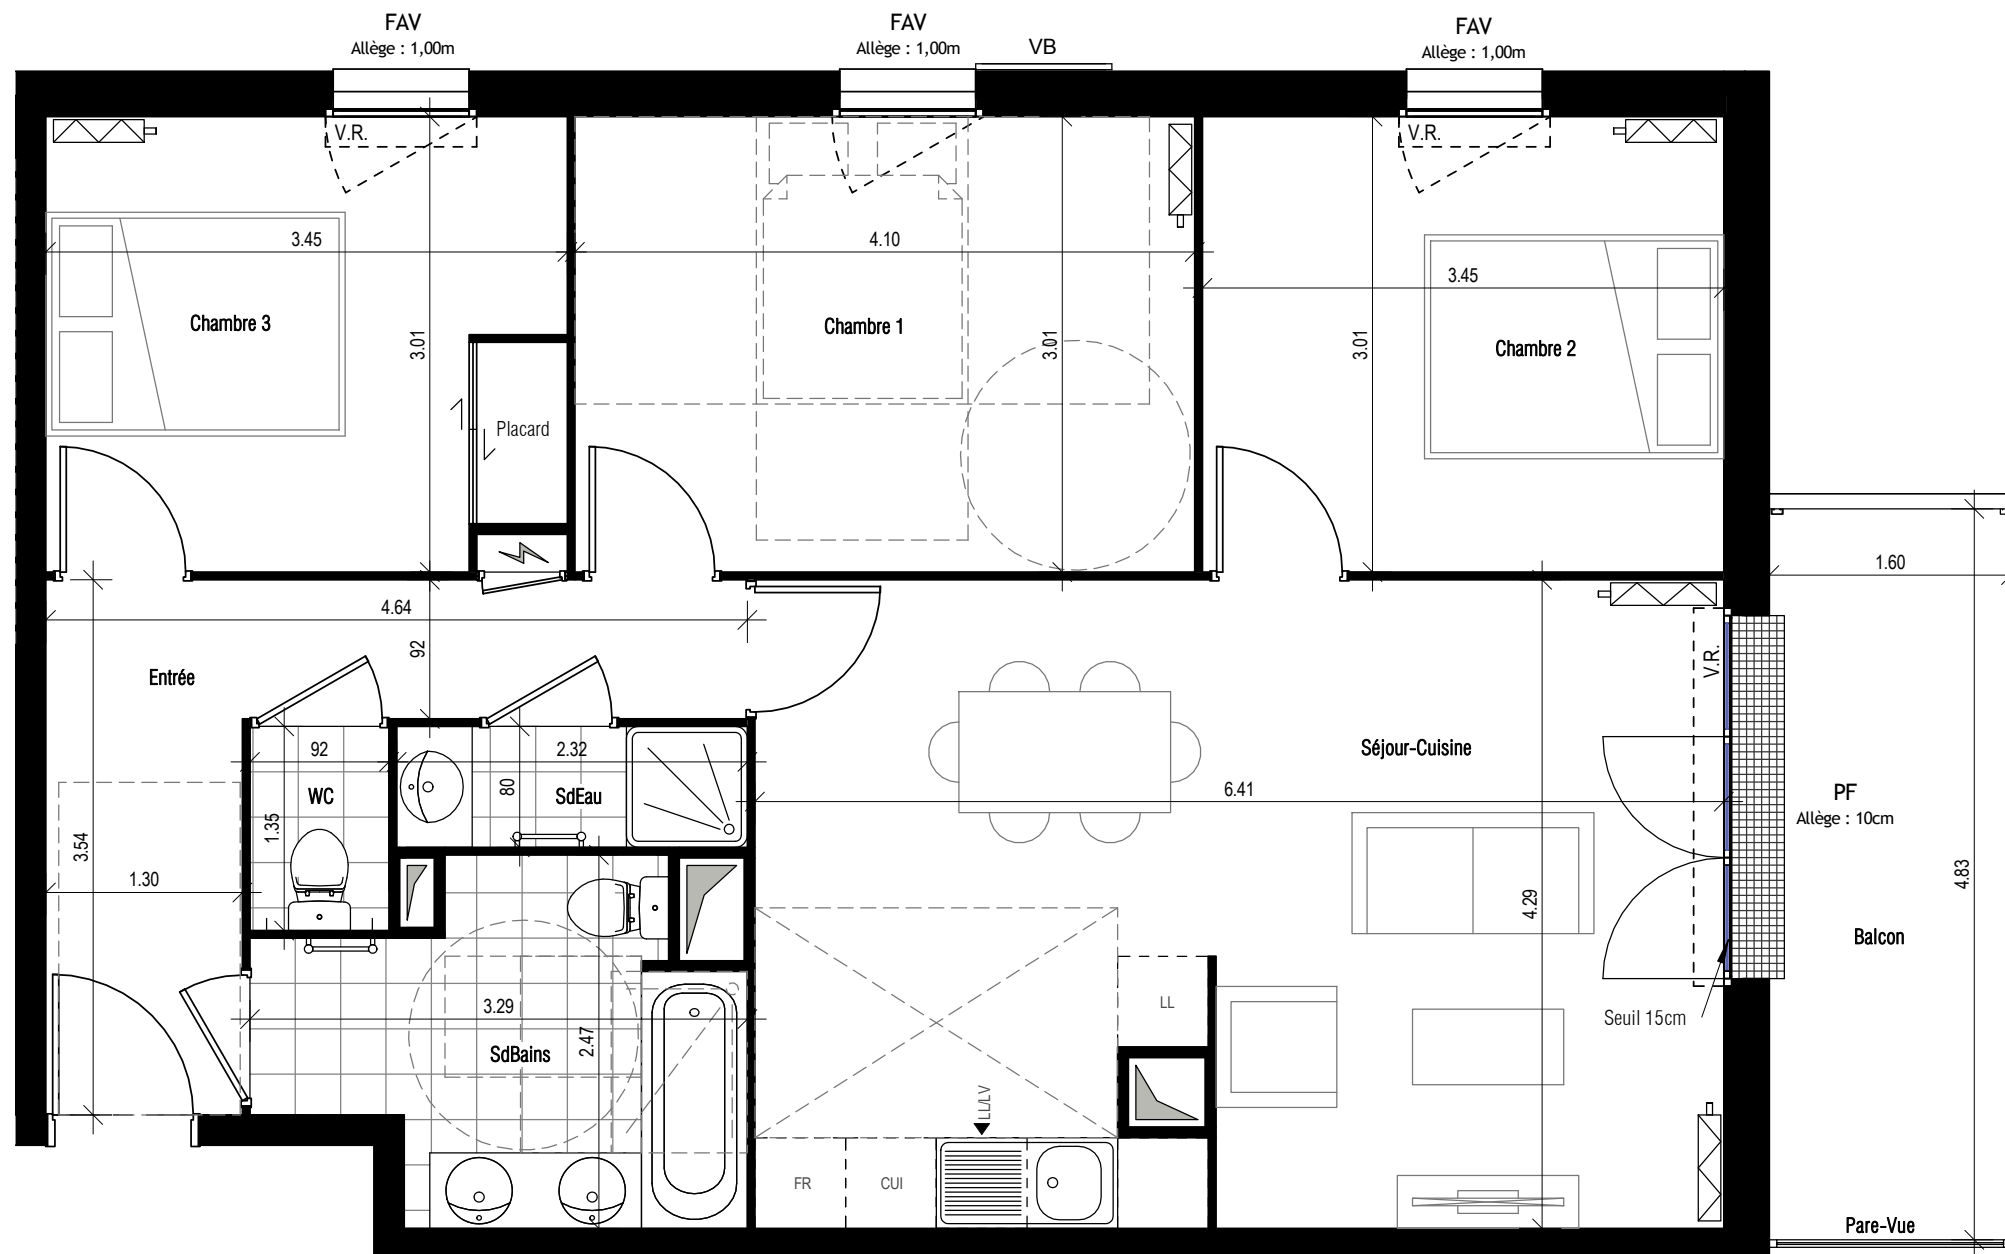 FAV
Allège : 1,00m
FAV
Allège : 1,00m
VB
FAV
Allège : 1,00m
V.R.
V.R.
3.45
4.10
3.45
Chambre 3
Chambre 1
Chambre 2
3.01
3.01
3.01
Placard
1.60
4.64
92
Entrée
V.R.
92
2.32
Séjour-Cuisine
WC
80
SdEau
6.41
PF
Allège : 10cm
1.35
3.54
1.30
4.29
4.83
Balcon
3.29
LL
Seuil 15cm
2.47
SdBains
LL/LV
FR
CUI
Pare-Vue